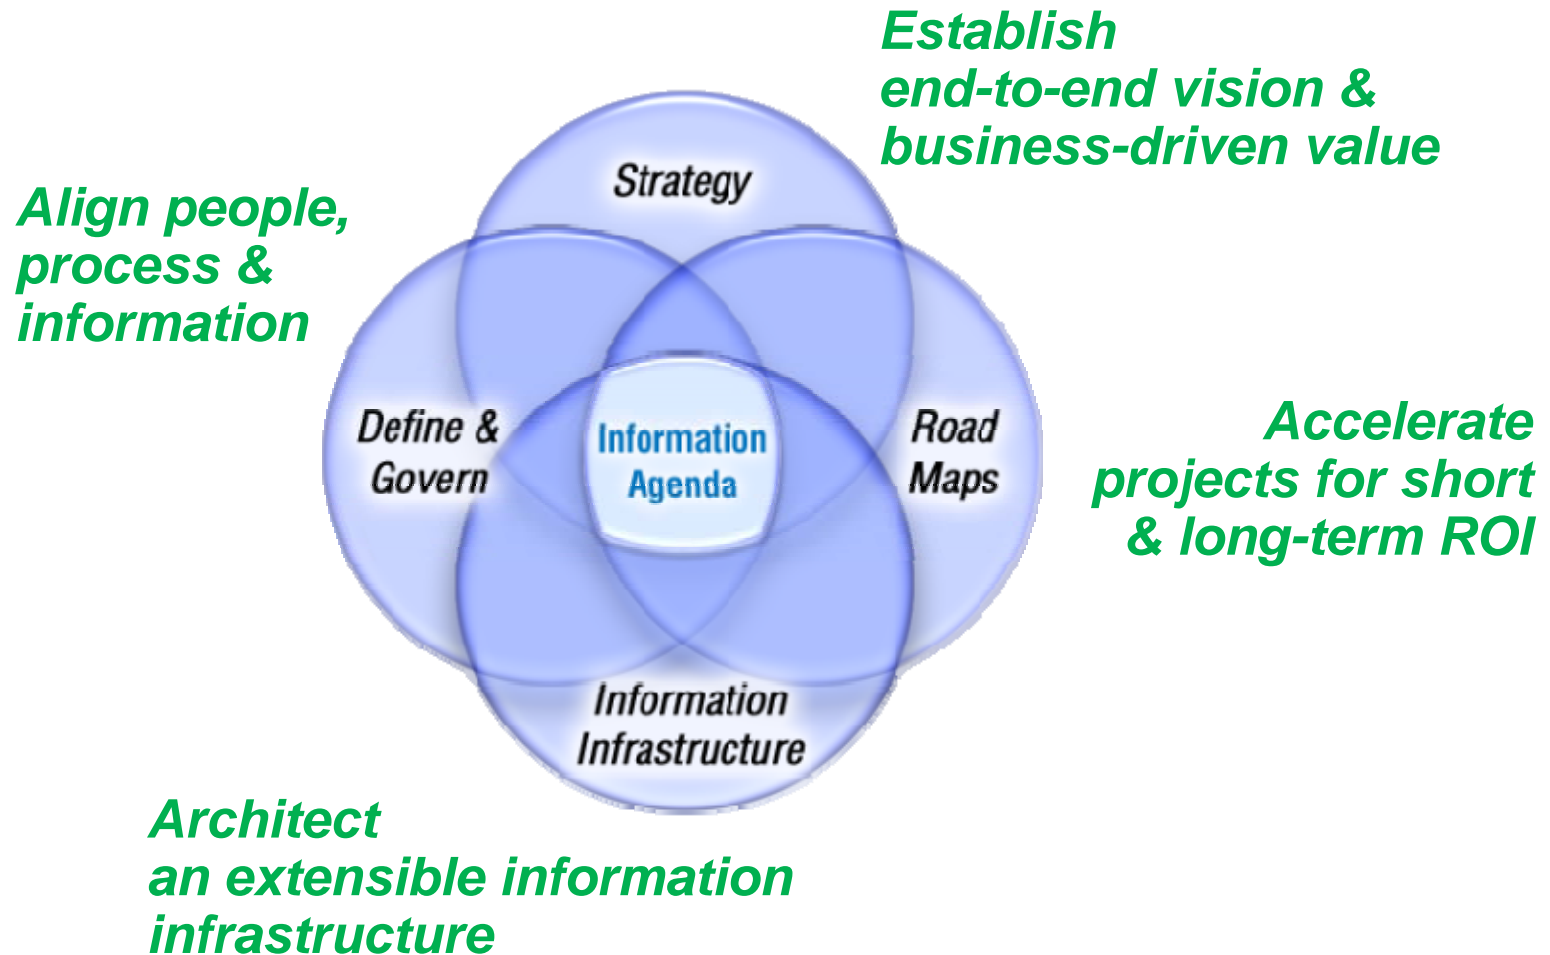 Establish
end-to-end vision &
business-driven value
Strategy
Align people,
process &
information
Define &
Govern
Information
Agenda
Road
Maps
Accelerate
projects for short
& long-term ROI
Information
Infrastructure
Architect
an extensible information
infrastructure